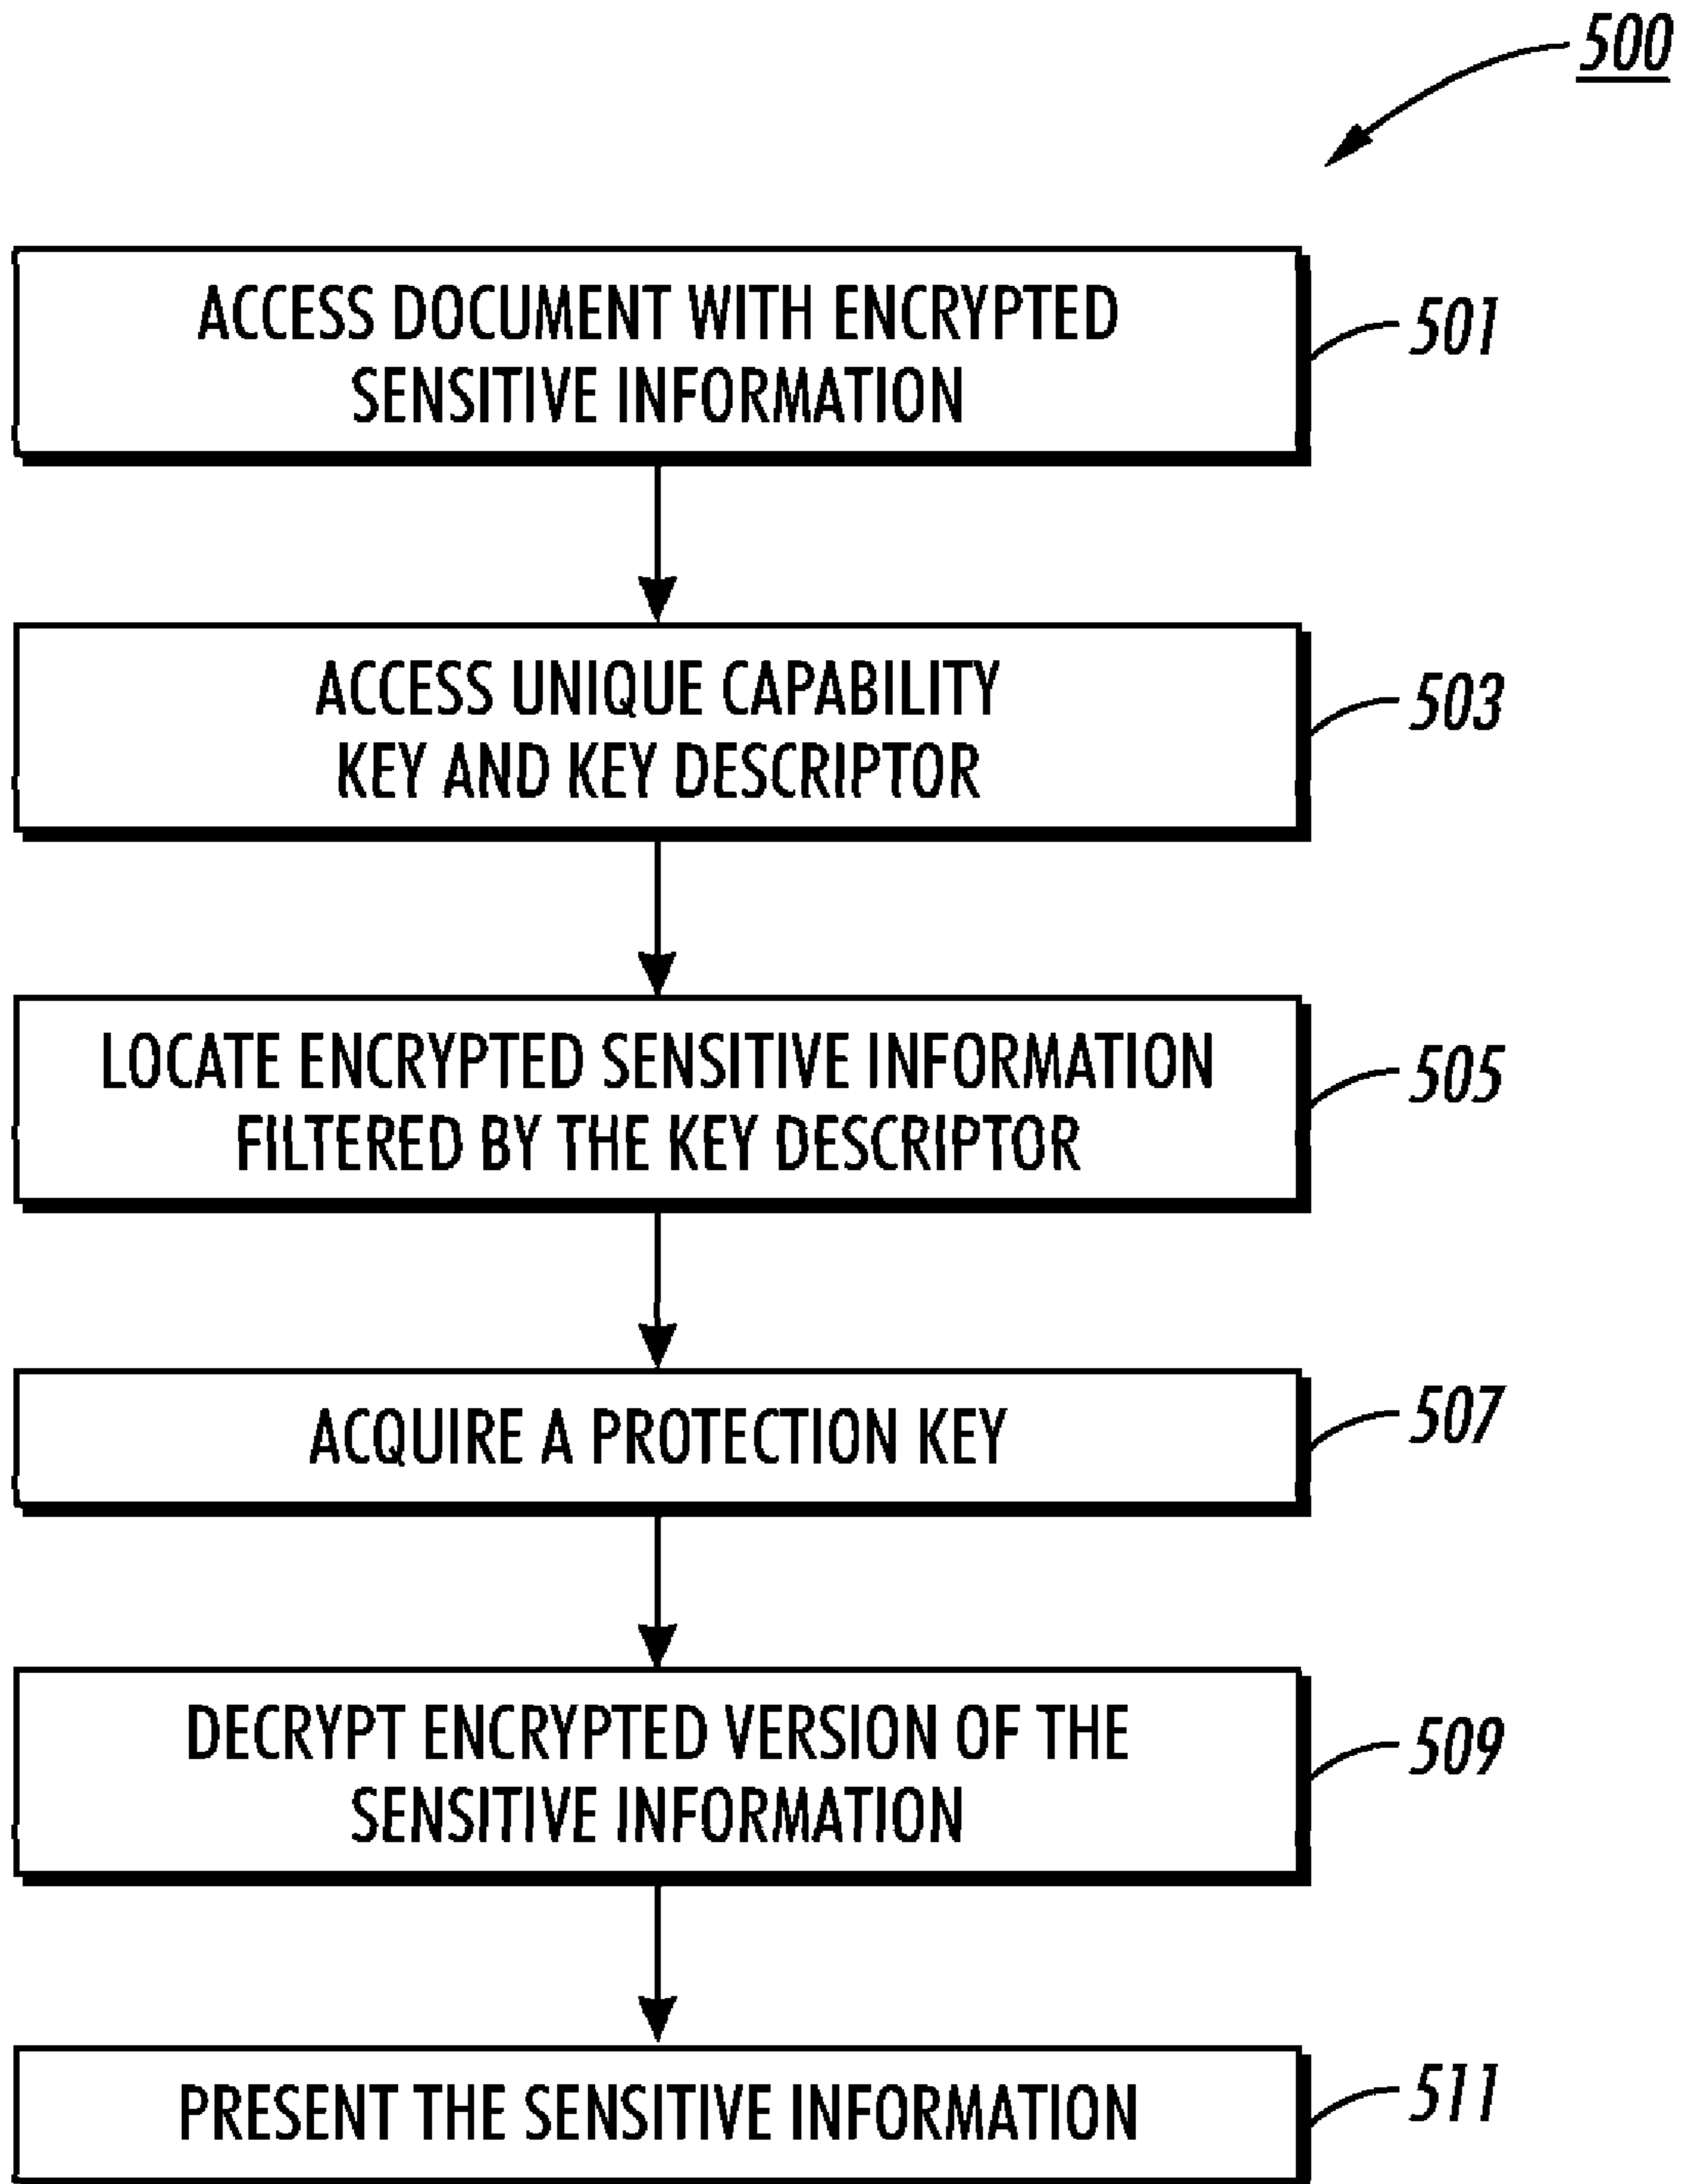 500
ACCESS DOCUMENT WITH ENCRYPTED
SENSITIVE INFORMATION
501
ACCESS UNIQUE CAPABILITY
KEY AND KEY DESCRIPTOR
503
LOCATE ENCRYPTED SENSITIVE INFORMATION
FILTERED BY THE KEY DESCRIPTOR
505
ACQUIRE A PROTECTION KEY
507
DECRYPT ENCRYPTED VERSION OF THE
SENSITIVE INFORMATION
509
PRESENT THE SENSITIVE INFORMATION
511